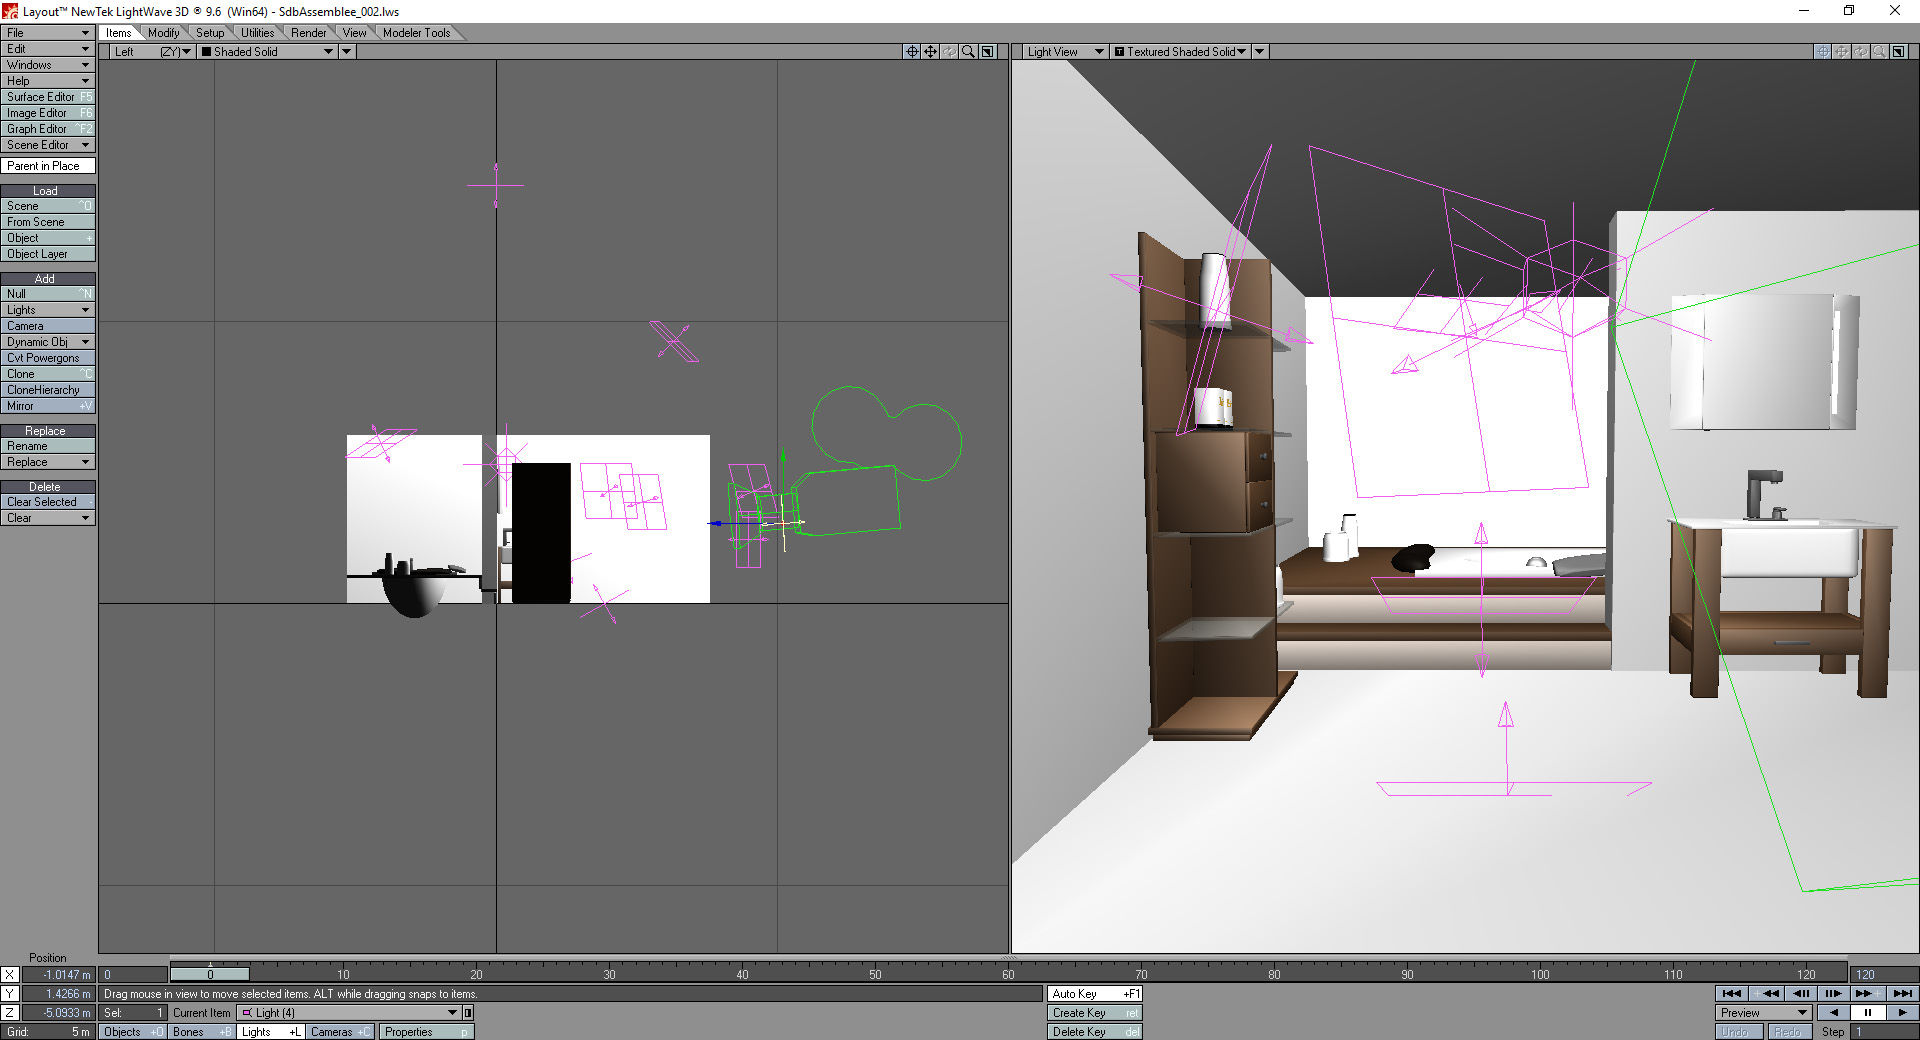 Layout™ NewTek LightWave 3D ® 9.6 (Win64) - SdbAssemblee_002.lws
File
Edit
Windows
Help
Surface Editor F5
Image Editor F6
Graph Editor ^F2
Scene Editor
Parent in Place
Load
Scene ^O
From Scene
Object +
Object Layer
Add
Null ^N
Lights
Camera
Dynamic Obj
Cvt Powergons
Clone ^C
CloneHierarchy
Mirror +V
Replace
Rename
Replace
Delete
Clear Selected -
Clear
Items Modify Setup Utilities Render View Modeler Tools
Left (ZY) Shaded Solid
Light View T Textured Shaded Solid
Position
X -1.0147 m
Y 1.4266 m
Z -5.0933 m
Grid: 5 m
0 0 10 20 30 40 50 60 70 80 90 100 110 120 120
Drag mouse in view to move selected items. ALT while dragging snaps to items.
Sel: 1 Current Item Light (4)
Objects +O Bones +B Lights +L Cameras +C Properties p
Auto Key +F1
Create Key ret
Delete Key del
Preview
Undo Redo Step 1